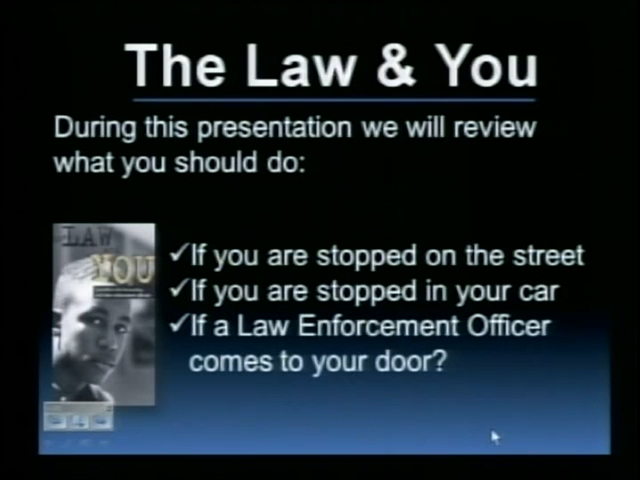 The Law & You
During this presentation we will review
what you should do:
LAW
YOU
✓If you are stopped on the street
✓If you are stopped in your car
✓If a Law Enforcement Officer
comes to your door?